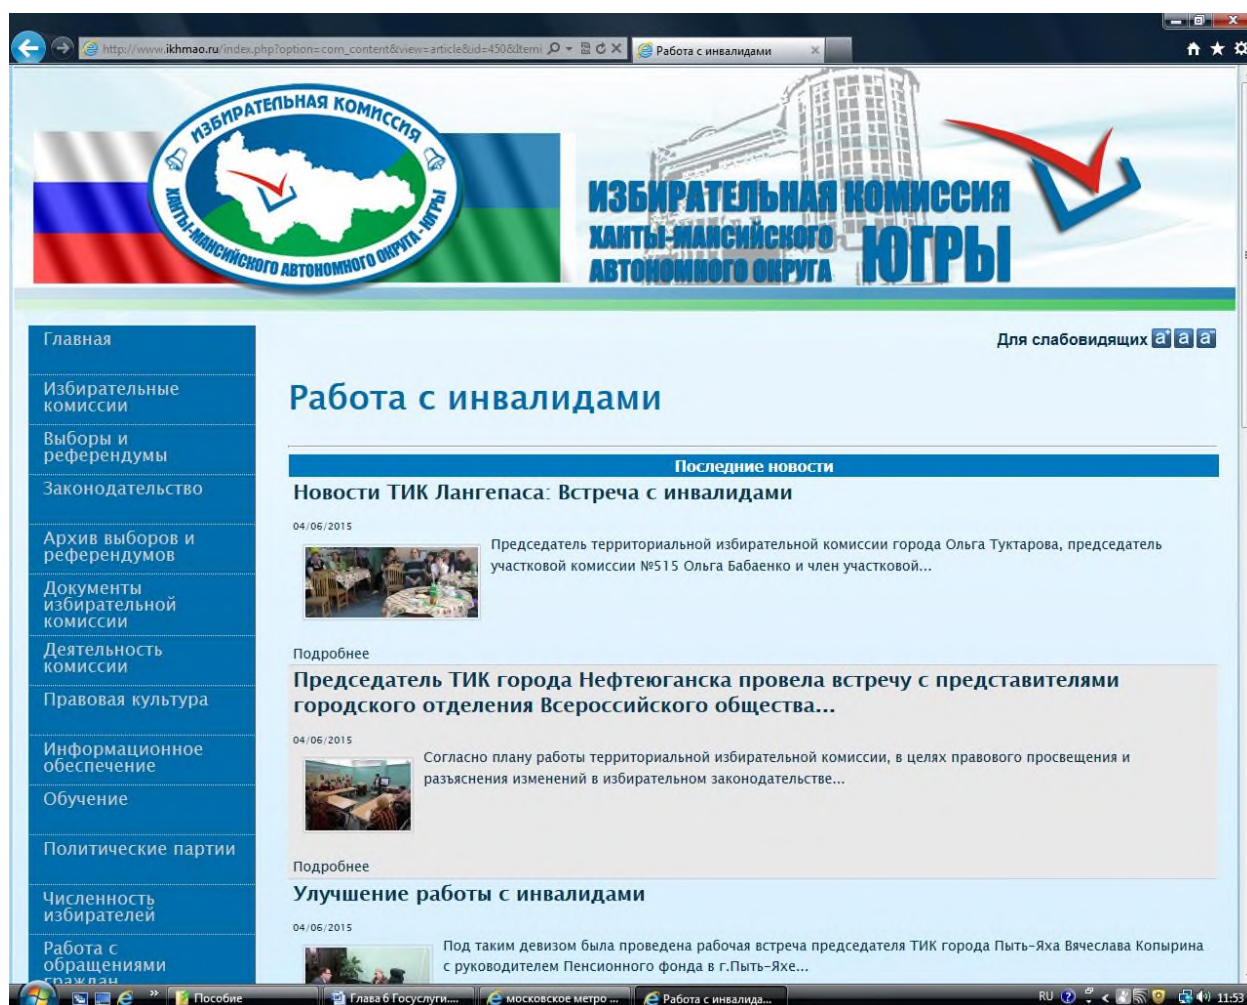 http://www.ikhmao.ru/index.php?option=com_content&view=article&id=450&Itemi
Работа с инвалидами
ИЗБИРАТЕЛЬНАЯ КОМИССИЯ
ХАНТЫ-МАНСИЙСКОГО АВТОНОМНОГО ОКРУГА - ЮГРЫ
ИЗБИРАТЕЛЬНАЯ КОМИССИЯ
ХАНТЫ-МАНСИЙСКОГО
АВТОНОМНОГО ОКРУГА
ЮГРЫ
Главная
Избирательные
комиссии
Выборы и
референдумы
Законодательство
Архив выборов и
референдумов
Документы
избирательной
комиссии
Деятельность
комиссии
Правовая культура
Информационное
обеспечение
Обучение
Политические партии
Численность
избирателей
Работа с
обращениями
граждан
Для слабовидящих a+ a a-
Работа с инвалидами
Последние новости
Новости ТИК Лангепаса: Встреча с инвалидами
04/06/2015
Председатель территориальной избирательной комиссии города Ольга Туктарова, председатель
участковой комиссии №515 Ольга Бабаенко и член участковой...
Подробнее
Председатель ТИК города Нефтеюганска провела встречу с представителями
городского отделения Всероссийского общества...
04/06/2015
Согласно плану работы территориальной избирательной комиссии, в целях правового просвещения и
разъяснения изменений в избирательном законодательстве...
Подробнее
Улучшение работы с инвалидами
04/06/2015
Под таким девизом была проведена рабочая встреча председателя ТИК города Пыть-Яха Вячеслава Копырина
с руководителем Пенсионного фонда в г.Пыть-Яхе...
Пособие
Глава 6 Госуслуги....
московское метро ...
Работа с инвалида...
RU
11:53